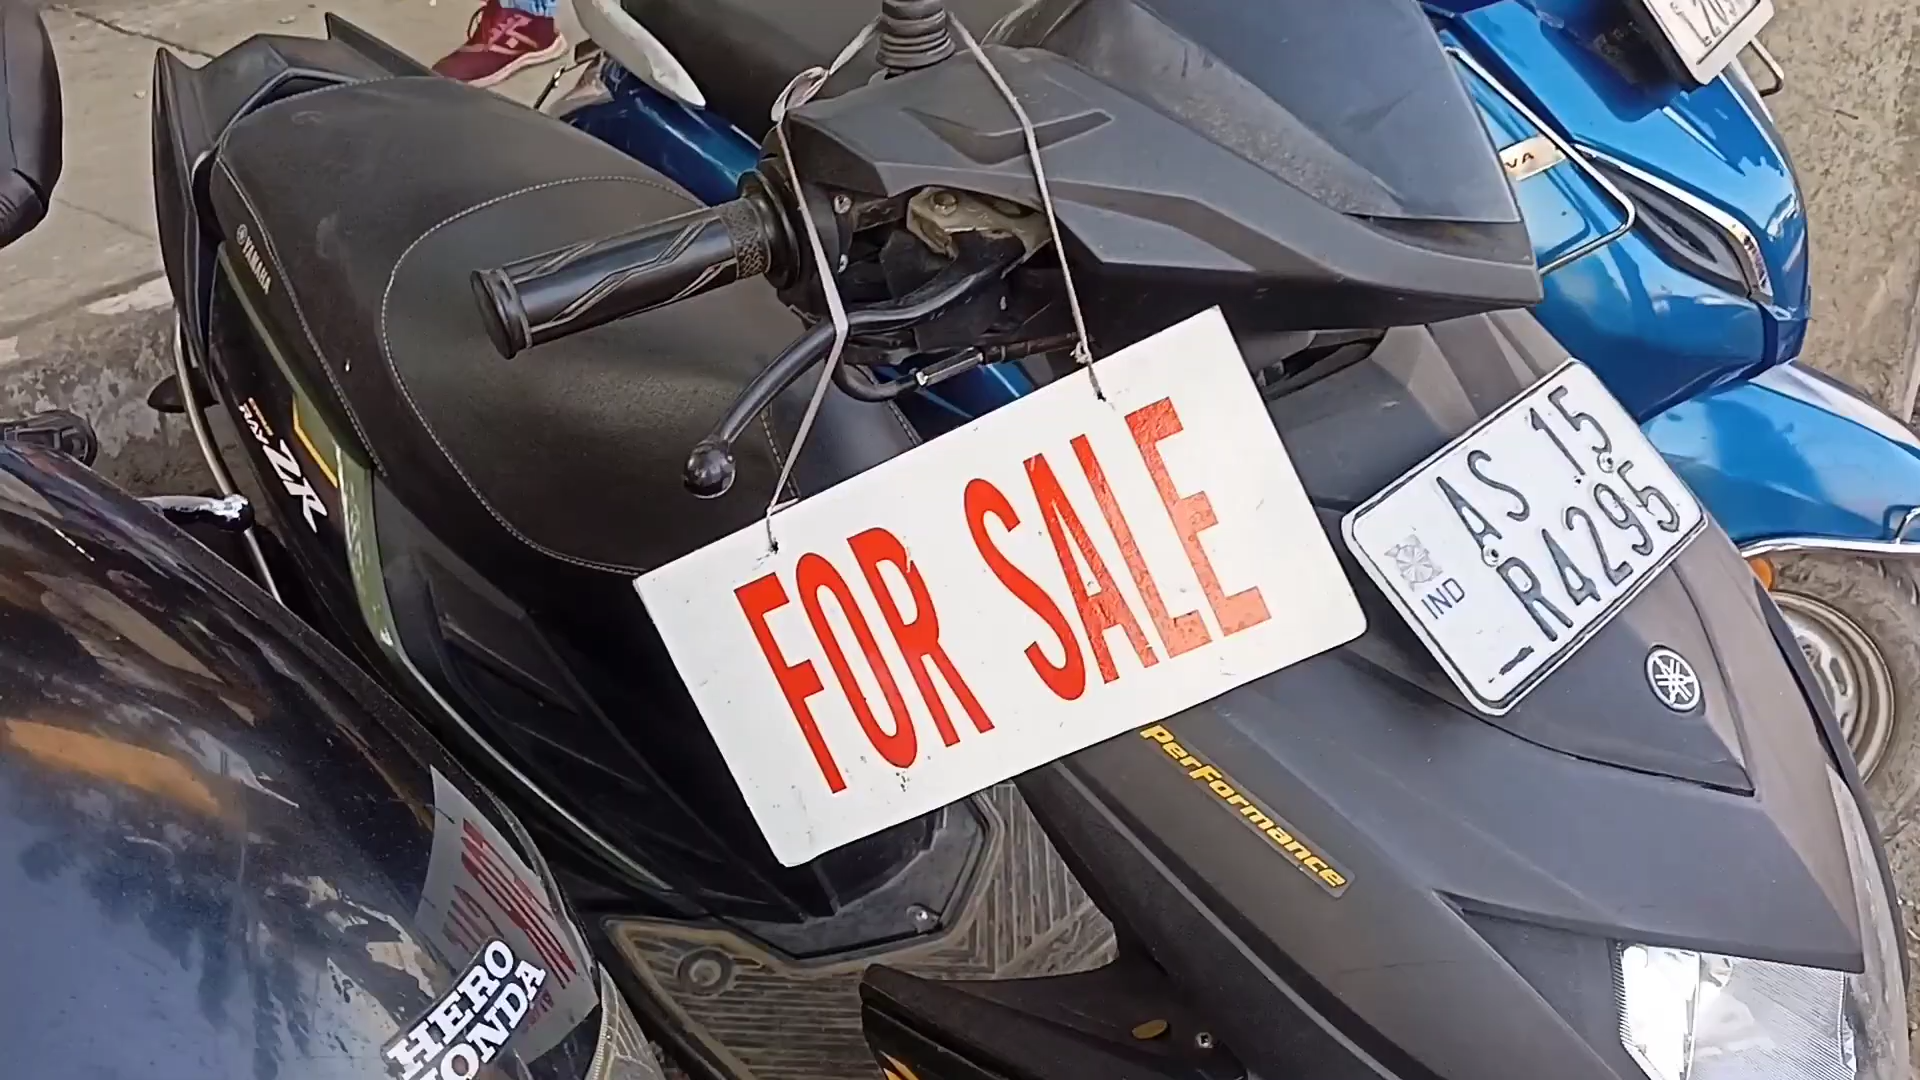 YAMAHA
RAY ZR
FOR SALE
AS 15
R4295
IND
PerFormance
HERO
HONDA